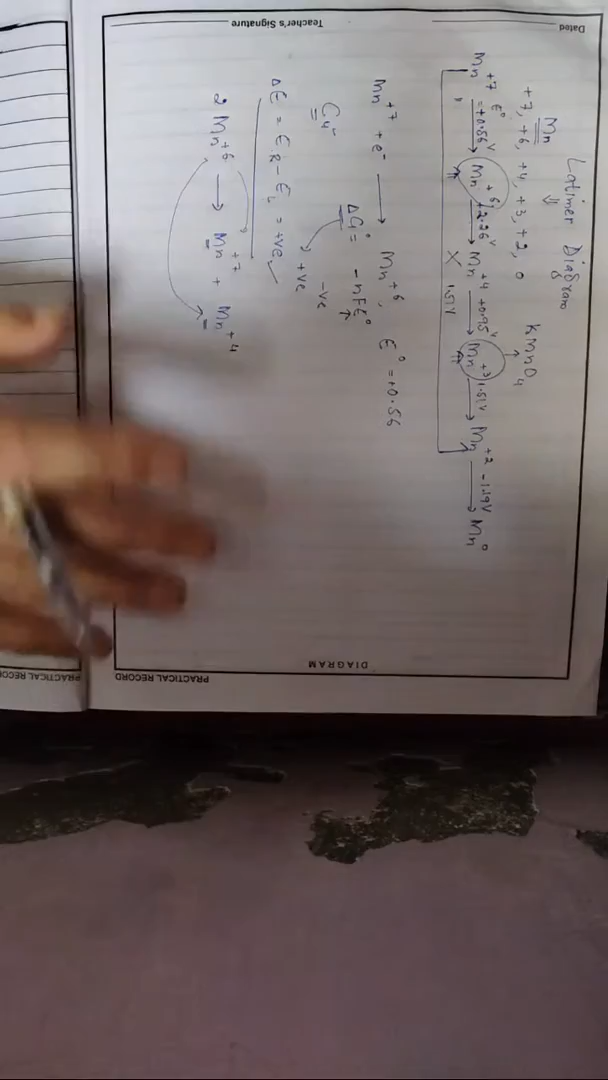 Dated
Teacher's Signature
Latimer Diagram
⇓
Mn
KMnO4
+7, +6, +4, +3, +2, 0
Mn+7 E° = +0.56V → Mn+6 +2.26V → Mn+4 +0.95V → Mn+3 1.51V → Mn+2 -1.19V → Mn0
1.51V
Mn+7 + e- → Mn+6, E° = +0.56
ΔG° = -nFE°
-ve
+ve
ΔE = ER - EL = +ve
2 Mn+6 → Mn+7 + Mn+4
DIAGRAM
PRACTICAL RECORD
PRACTICAL RECO